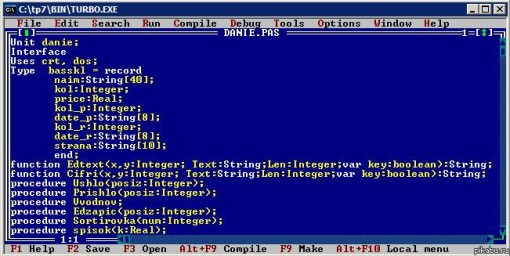 C:\tp7\BIN\TURBO.EXE
File Edit Search Run Compile Debug Tools Options Window Help
DANIE.PAS 1=[↕]
Unit danie;
Interface
Uses crt, dos;
Type basskl = record
naim:String[40];
kol:Integer;
price:Real;
kol_p:Integer;
date_p:String[8];
kol_r:Integer;
date_r:String[8];
strana:String[10];
end;
function Edtext(x,y:Integer; Text:String;Len:Integer;var key:boolean):String;
function Cifri(x,y:Integer; Text:String;Len:Integer;var key:boolean):String;
procedure Ushlo(posiz:Integer);
procedure Prishlo(posiz:Integer);
procedure Vvodnov;
procedure Edzapic(posiz:Integer);
procedure Sortirovka(num:Integer);
procedure spisok(k:Real);
1:1
F1 Help F2 Save F3 Open Alt+F9 Compile F9 Make Alt+F10 Local menu
pikabu.ru